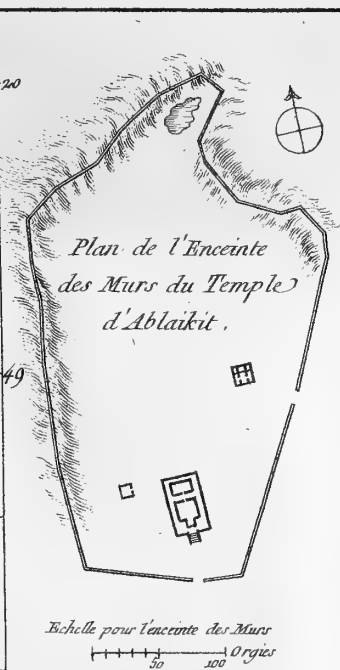 20
Plan de l'Enceinte
des Murs du Temple
d'Ablaikit.
49
Echelle pour l'enceinte des Murs
50 100 Orgies